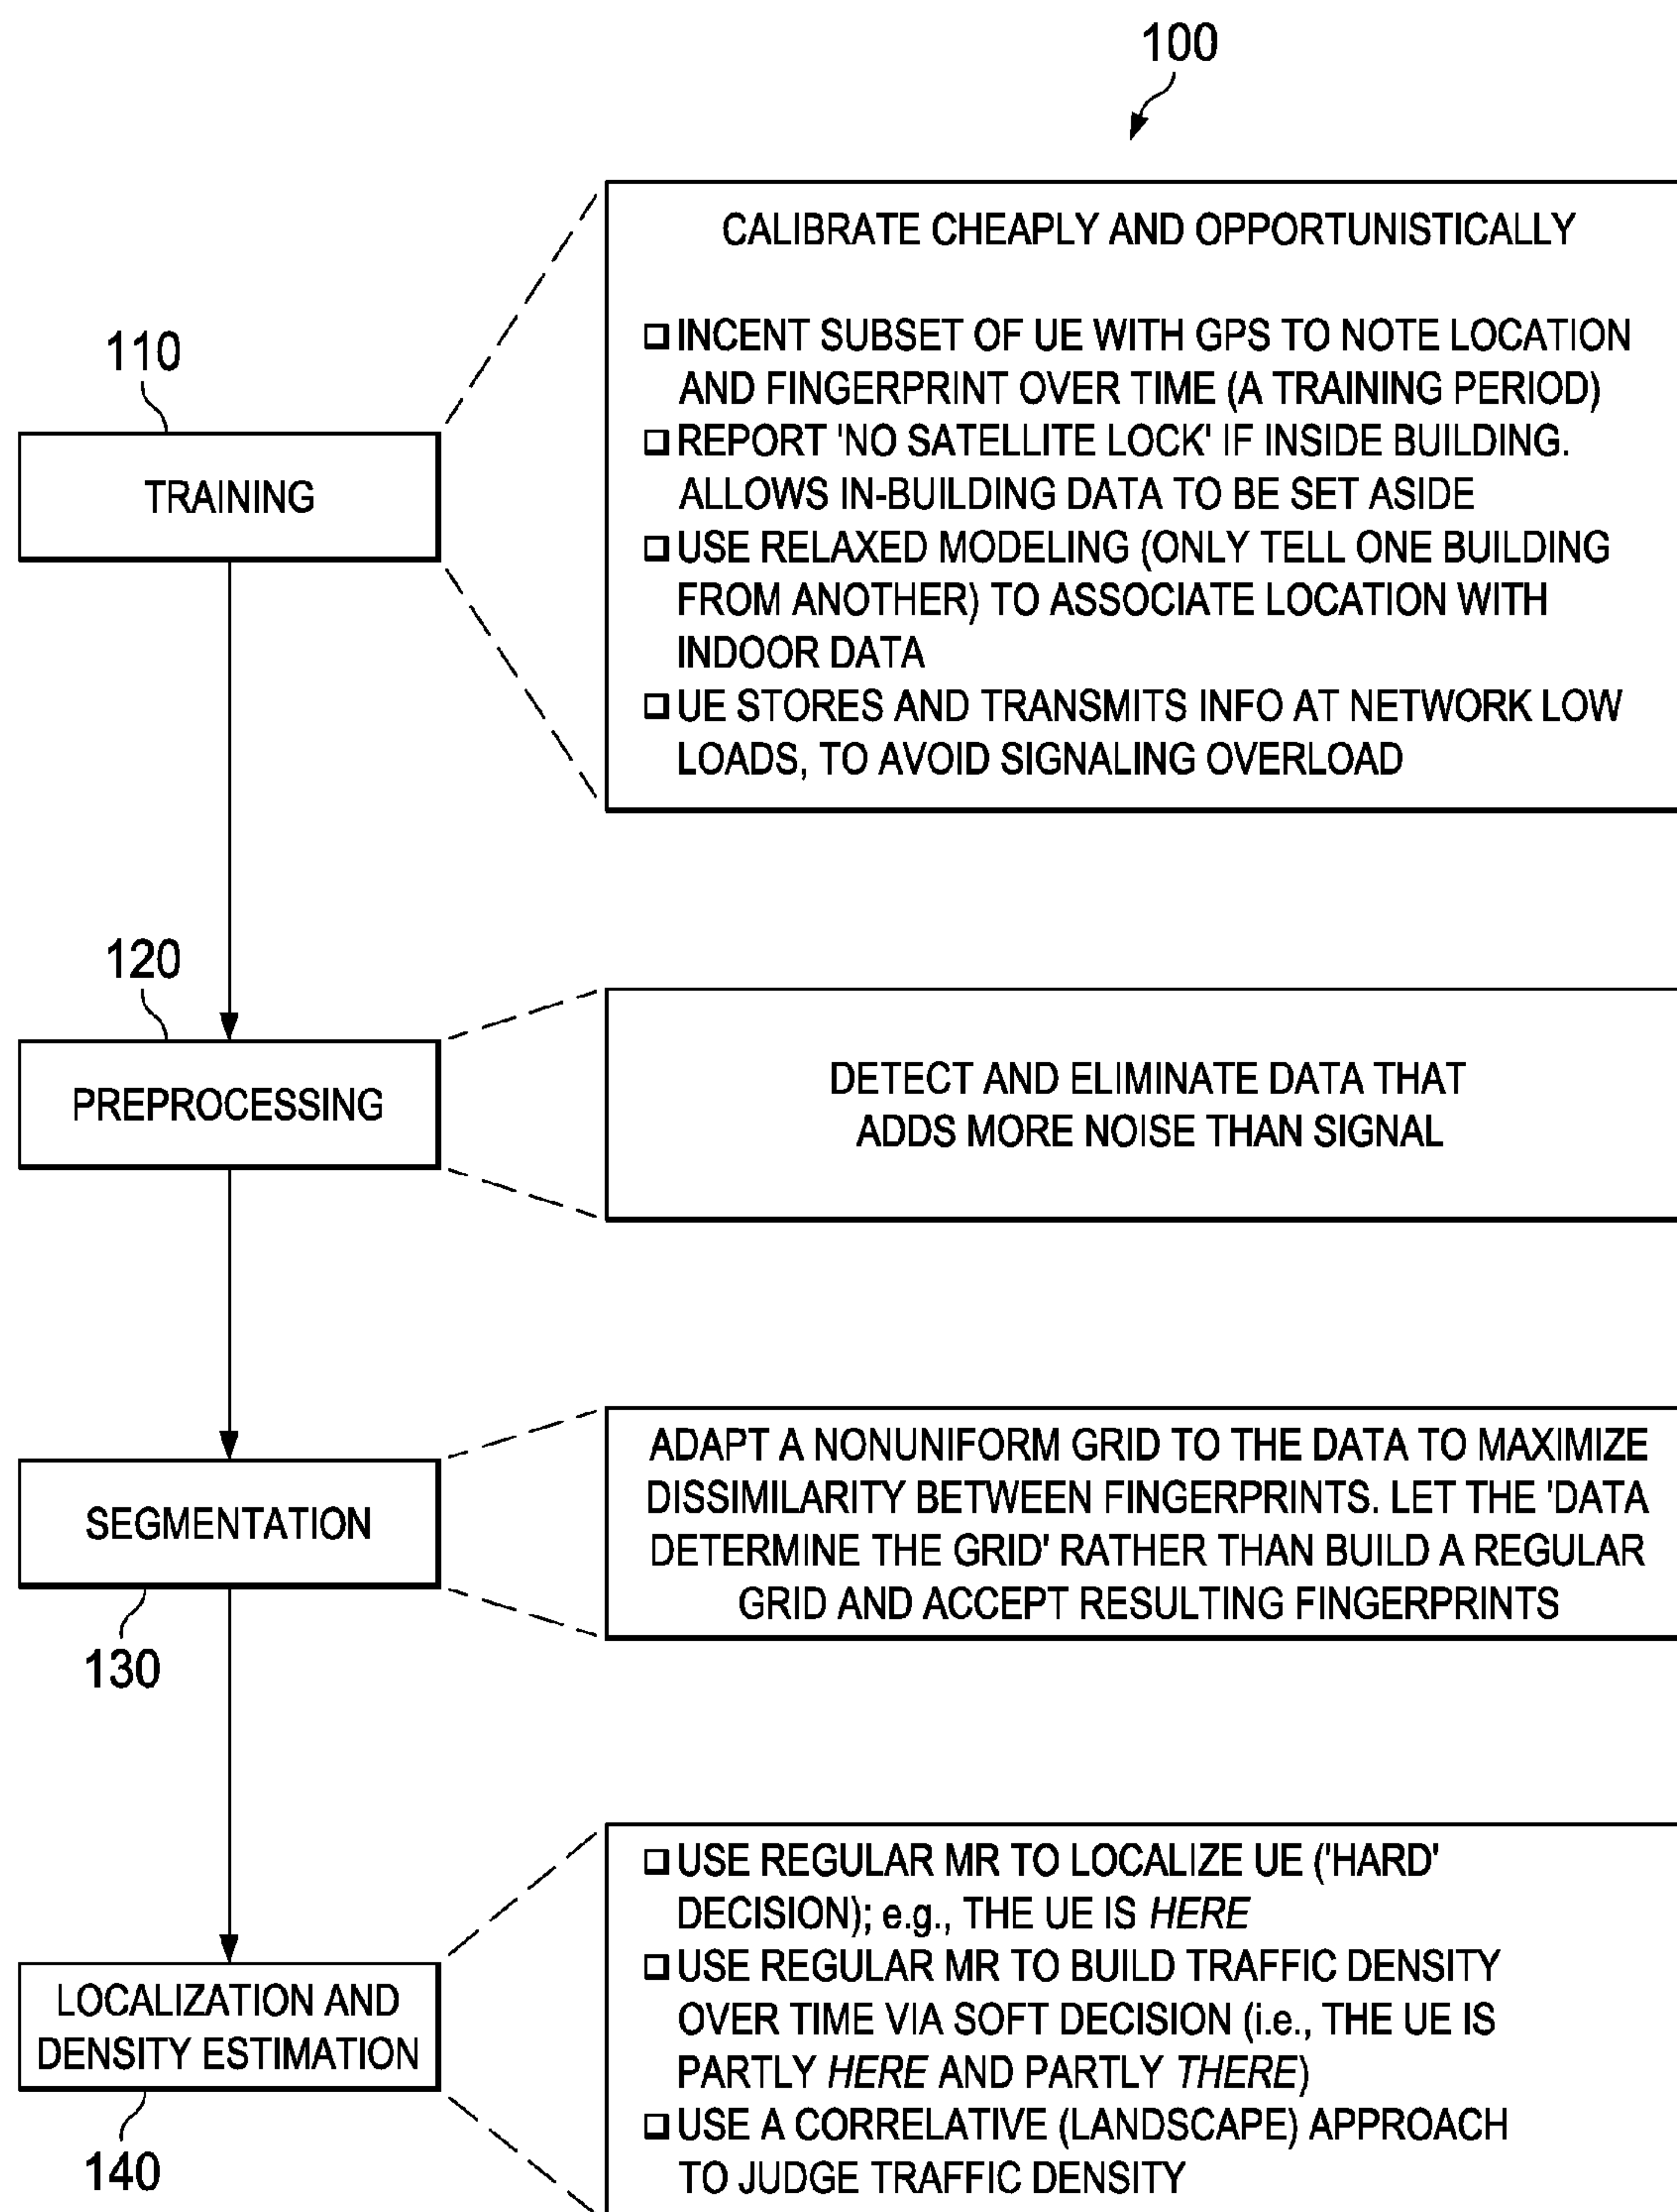 100
110
TRAINING
CALIBRATE CHEAPLY AND OPPORTUNISTICALLY
INCENT SUBSET OF UE WITH GPS TO NOTE LOCATION
AND FINGERPRINT OVER TIME (A TRAINING PERIOD)
REPORT 'NO SATELLITE LOCK' IF INSIDE BUILDING.
ALLOWS IN-BUILDING DATA TO BE SET ASIDE
USE RELAXED MODELING (ONLY TELL ONE BUILDING
FROM ANOTHER) TO ASSOCIATE LOCATION WITH
INDOOR DATA
UE STORES AND TRANSMITS INFO AT NETWORK LOW
LOADS, TO AVOID SIGNALING OVERLOAD
120
PREPROCESSING
DETECT AND ELIMINATE DATA THAT
ADDS MORE NOISE THAN SIGNAL
SEGMENTATION
130
ADAPT A NONUNIFORM GRID TO THE DATA TO MAXIMIZE
DISSIMILARITY BETWEEN FINGERPRINTS. LET THE 'DATA
DETERMINE THE GRID' RATHER THAN BUILD A REGULAR
GRID AND ACCEPT RESULTING FINGERPRINTS
LOCALIZATION AND
DENSITY ESTIMATION
140
USE REGULAR MR TO LOCALIZE UE ('HARD'
DECISION); e.g., THE UE IS HERE
USE REGULAR MR TO BUILD TRAFFIC DENSITY
OVER TIME VIA SOFT DECISION (i.e., THE UE IS
PARTLY HERE AND PARTLY THERE)
USE A CORRELATIVE (LANDSCAPE) APPROACH
TO JUDGE TRAFFIC DENSITY